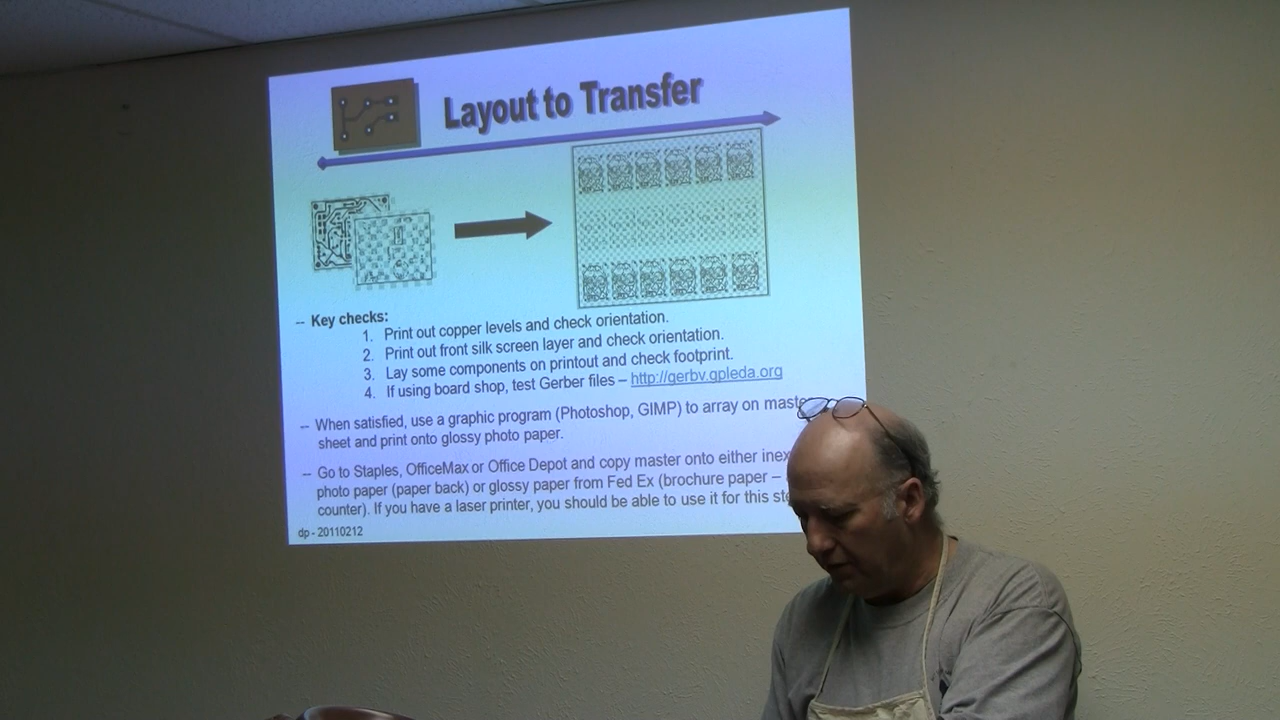 Layout to Transfer
– Key checks:
1. Print out copper levels and check orientation.
2. Print out front silk screen layer and check orientation.
3. Lay some components on printout and check footprint.
4. If using board shop, test Gerber files – http://gerbv.gpleda.org
– When satisfied, use a graphic program (Photoshop, GIMP) to array on
sheet and print onto glossy photo paper.
– Go to Staples, OfficeMax or Office Depot and copy master onto either
photo paper (paper back) or glossy paper from Fed Ex (brochure paper –
counter). If you have a laser printer, you should be able to use it for this
dp - 20110212